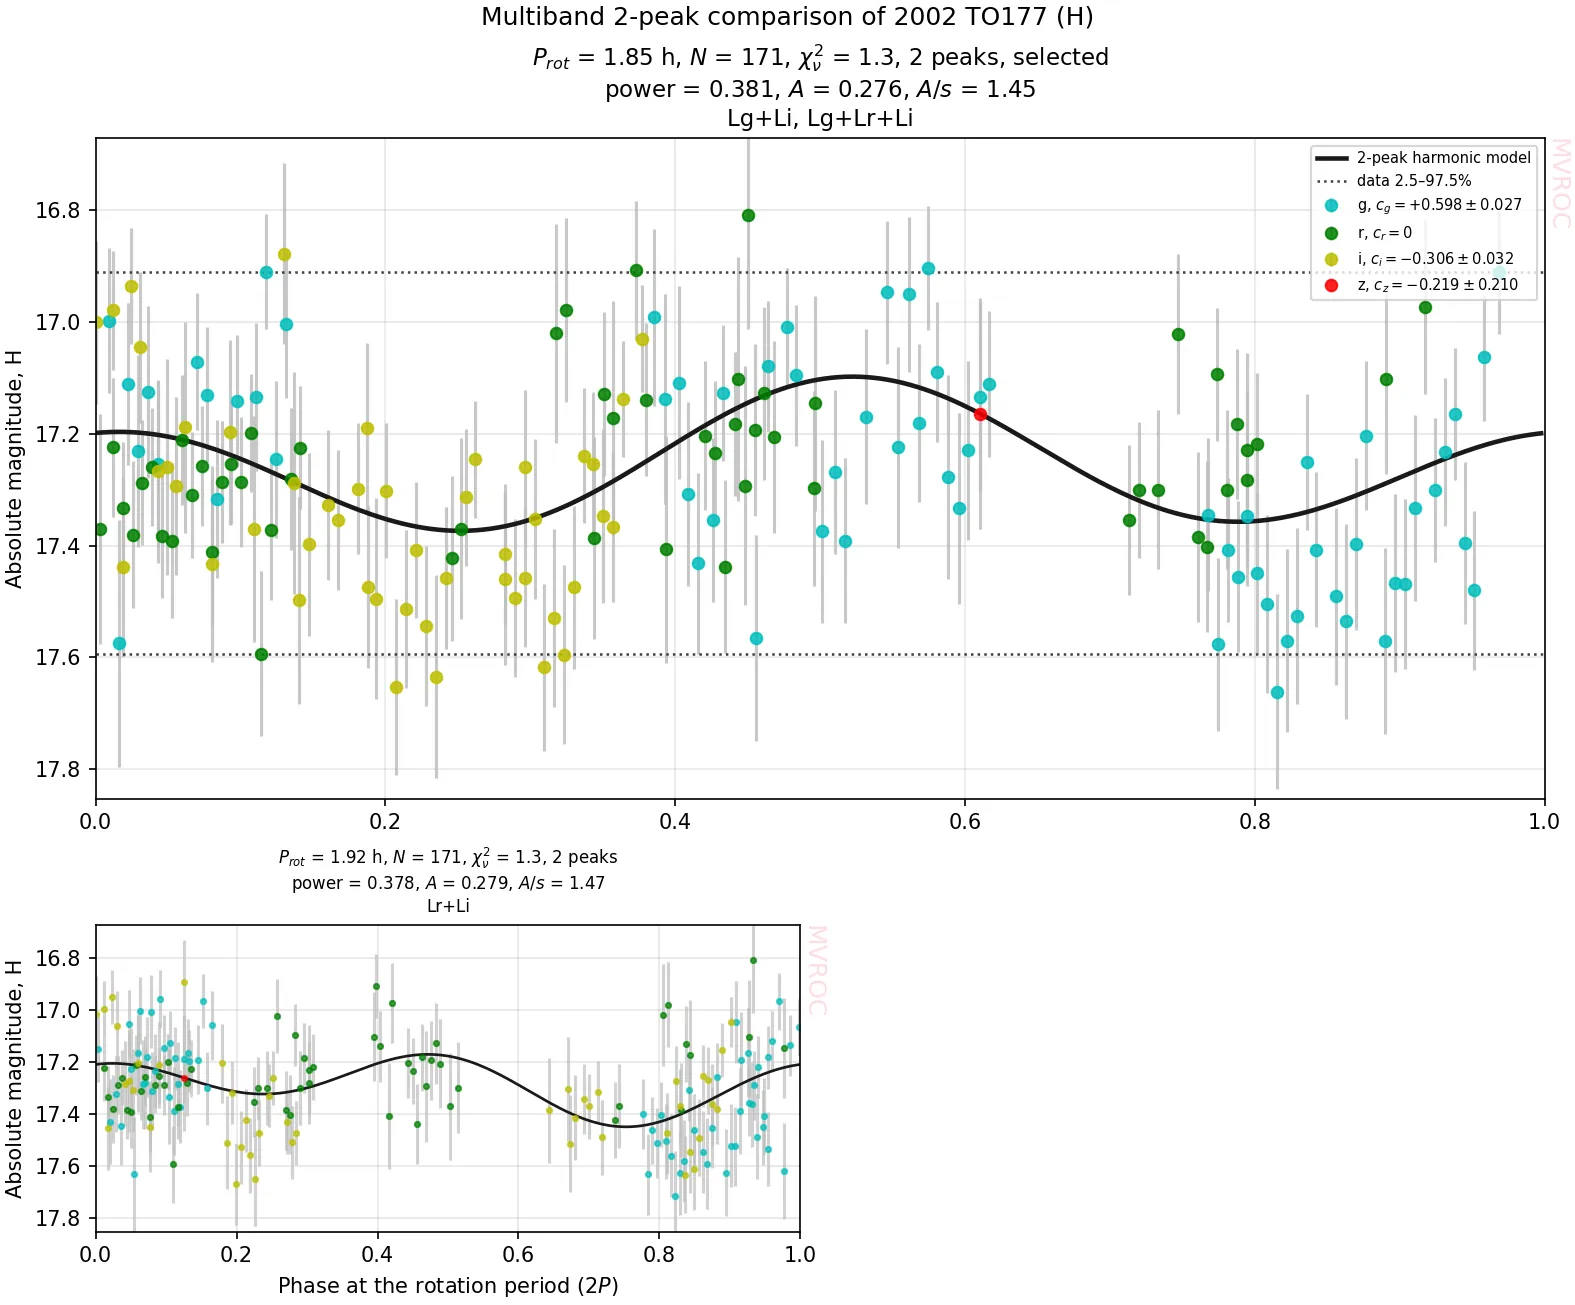 Multiband 2-peak comparison of 2002 TO177 (H)
P_rot = 1.85 h, N = 171, χ²_ν = 1.3, 2 peaks, selected
power = 0.381, A = 0.276, A/s = 1.45
Lg+Li, Lg+Lr+Li
MVROC
2-peak harmonic model
data 2.5–97.5%
g, c_g = +0.598 ± 0.027
r, c_r = 0
i, c_i = −0.306 ± 0.032
z, c_z = −0.219 ± 0.210
Absolute magnitude, H
16.8
17.0
17.2
17.4
17.6
17.8
0.0 0.2 0.4 0.6 0.8 1.0
P_rot = 1.92 h, N = 171, χ²_ν = 1.3, 2 peaks
power = 0.378, A = 0.279, A/s = 1.47
Lr+Li
MVROC
Absolute magnitude, H
16.8
17.0
17.2
17.4
17.6
17.8
0.0 0.2 0.4 0.6 0.8 1.0
Phase at the rotation period (2P)